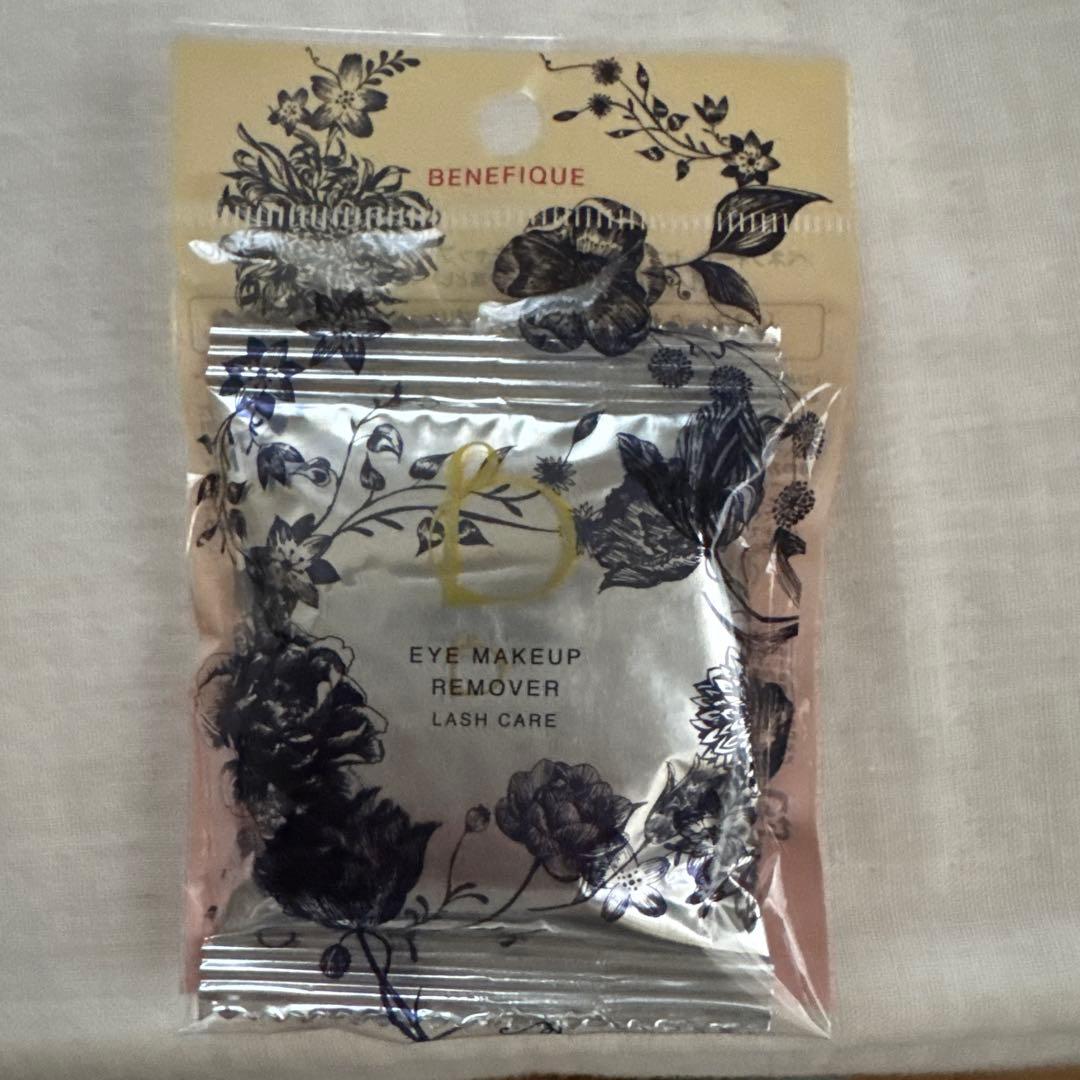 BENEFIQUE
b
EYE MAKEUP
REMOVER
LASH CARE